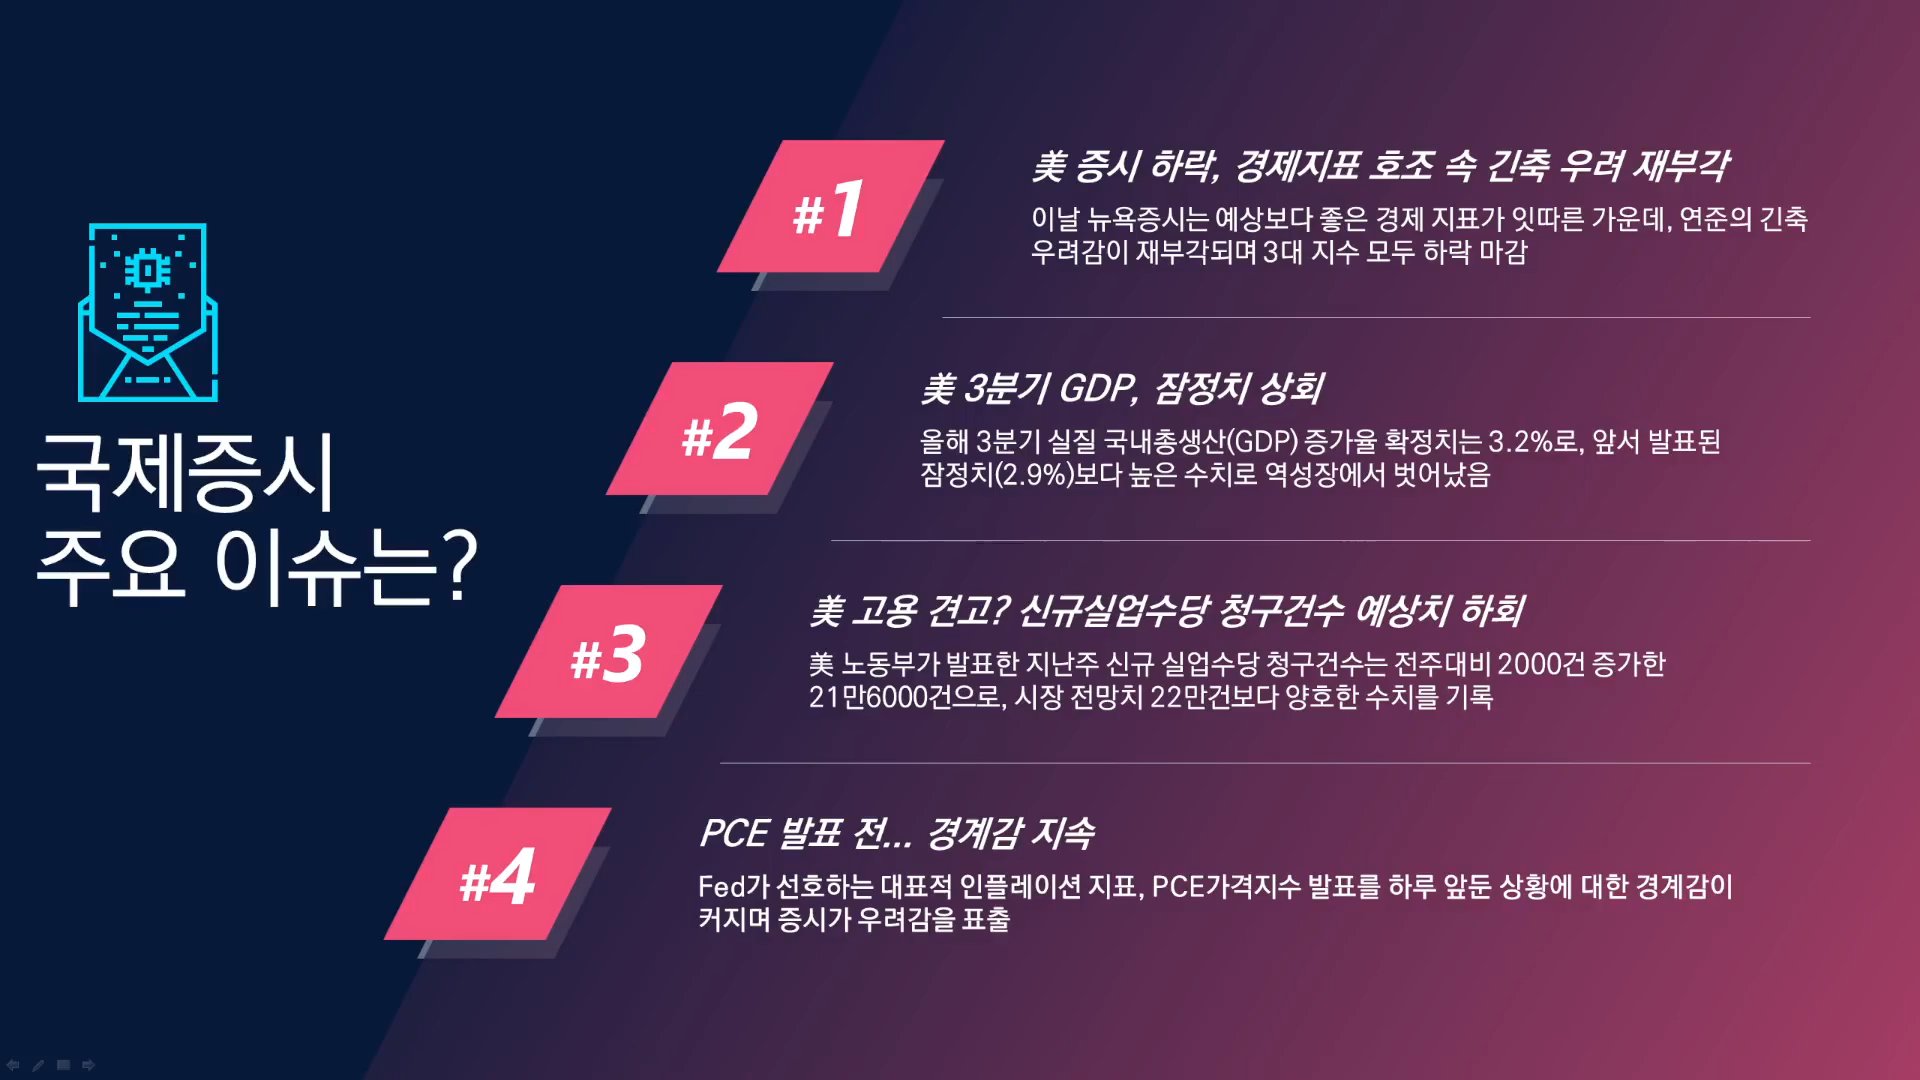 국제증시
주요 이슈는?
#1
美 증시 하락, 경제지표 호조 속 긴축 우려 재부각
이날 뉴욕증시는 예상보다 좋은 경제 지표가 잇따른 가운데, 연준의 긴축
우려감이 재부각되며 3대 지수 모두 하락 마감
#2
美 3분기 GDP, 잠정치 상회
올해 3분기 실질 국내총생산(GDP) 증가율 확정치는 3.2%로, 앞서 발표된
잠정치(2.9%)보다 높은 수치로 역성장에서 벗어났음
#3
美 고용 견고? 신규실업수당 청구건수 예상치 하회
美 노동부가 발표한 지난주 신규 실업수당 청구건수는 전주대비 2000건 증가한
21만6000건으로, 시장 전망치 22만건보다 양호한 수치를 기록
#4
PCE 발표 전... 경계감 지속
Fed가 선호하는 대표적 인플레이션 지표, PCE가격지수 발표를 하루 앞둔 상황에 대한 경계감이
커지며 증시가 우려감을 표출